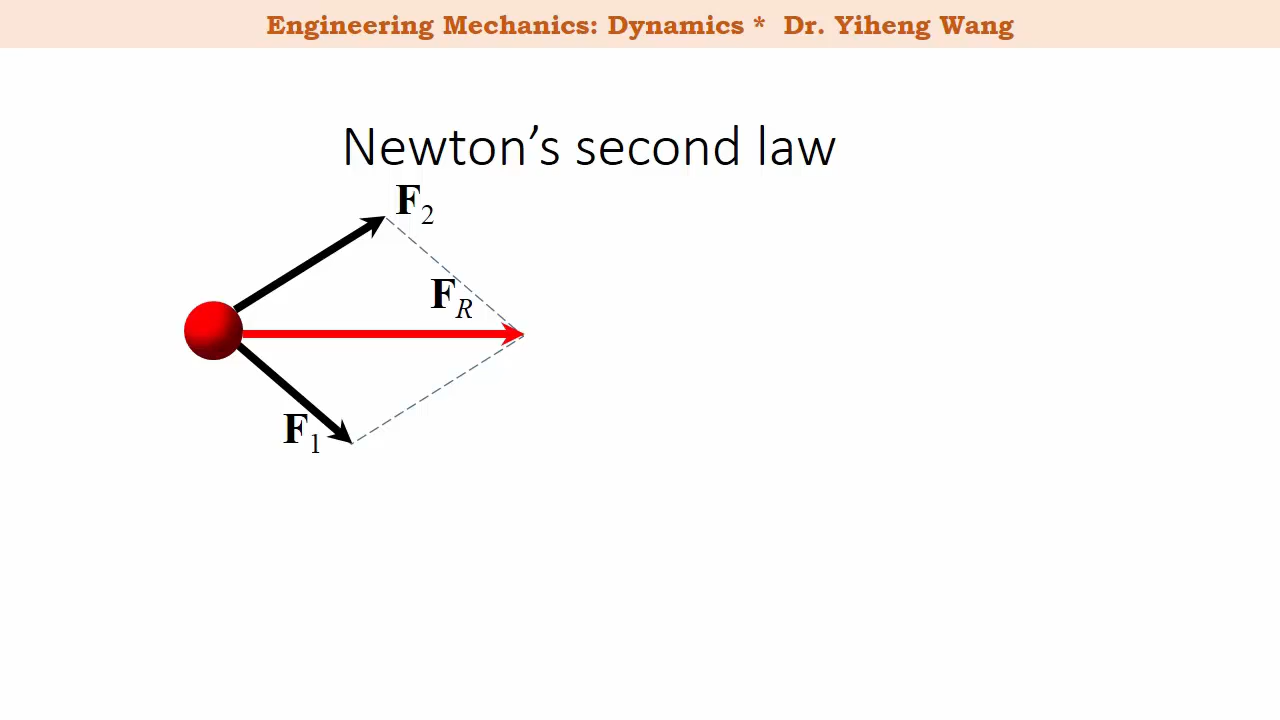 Engineering Mechanics: Dynamics * Dr. Yiheng Wang
Newton’s second law
F2
FR
F1